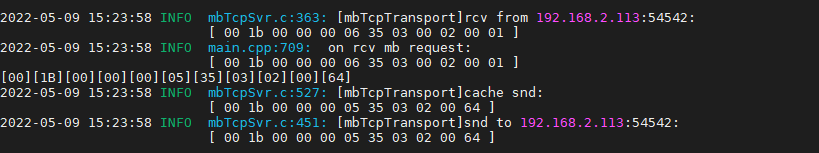 2022-05-09 15:23:58 INFO  mbTcpSvr.c:363: [mbTcpTransport]rcv from 192.168.2.113:54542:
[ 00 1b 00 00 00 06 35 03 00 02 00 01 ]
2022-05-09 15:23:58 INFO  main.cpp:709:  on rcv mb request:
[ 00 1b 00 00 00 06 35 03 00 02 00 01 ]
[00][1B][00][00][00][05][35][03][02][00][64]
2022-05-09 15:23:58 INFO  mbTcpSvr.c:527: [mbTcpTransport]cache snd:
[ 00 1b 00 00 00 05 35 03 02 00 64 ]
2022-05-09 15:23:58 INFO  mbTcpSvr.c:451: [mbTcpTransport]snd to 192.168.2.113:54542:
[ 00 1b 00 00 00 05 35 03 02 00 64 ]